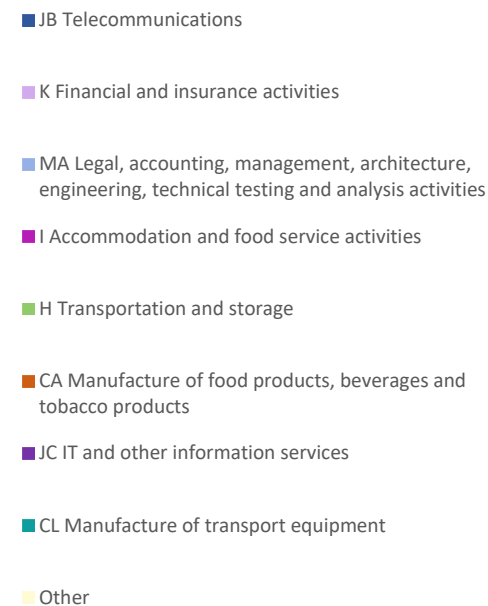 JB Telecommunications
K Financial and insurance activities
MA Legal, accounting, management, architecture,
engineering, technical testing and analysis activities
I Accommodation and food service activities
H Transportation and storage
CA Manufacture of food products, beverages and
tobacco products
JC IT and other information services
CL Manufacture of transport equipment
Other